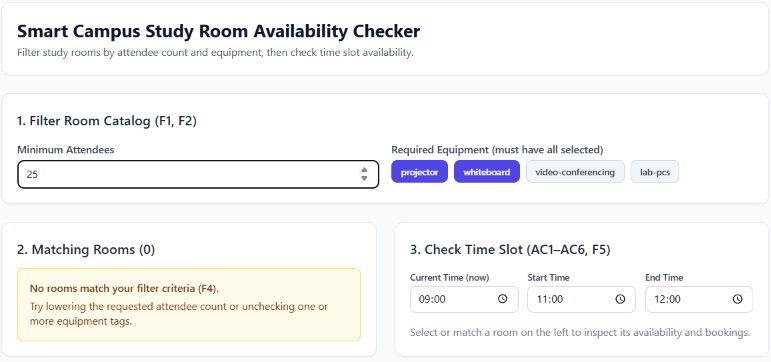 Smart Campus Study Room Availability Checker
Filter study rooms by attendee count and equipment, then check time slot availability.
1. Filter Room Catalog (F1, F2)
Minimum Attendees
25
Required Equipment (must have all selected)
projector
whiteboard
video-conferencing
lab-pcs
2. Matching Rooms (0)
No rooms match your filter criteria (F4).
Try lowering the requested attendee count or unchecking one or
more equipment tags.
3. Check Time Slot (AC1–AC6, F5)
Current Time (now)
09:00
Start Time
11:00
End Time
12:00
Select or match a room on the left to inspect its availability and bookings.